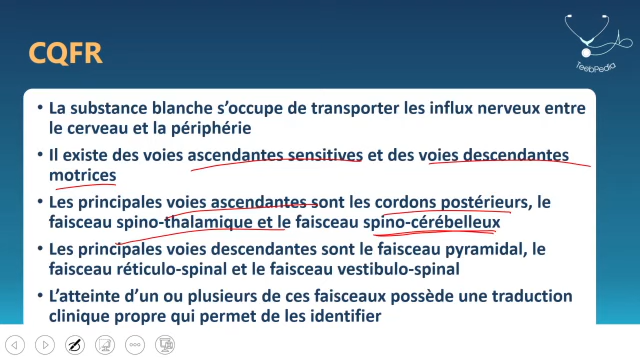 CQFR
TeebPedia
• La substance blanche s'occupe de transporter les influx nerveux entre
le cerveau et la périphérie
• Il existe des voies ascendantes sensitives et des voies descendantes
motrices
• Les principales voies ascendantes sont les cordons postérieurs, le
faisceau spino-thalamique et le faisceau spino-cérébelleux
• Les principales voies descendantes sont le faisceau pyramidal, le
faisceau réticulo-spinal et le faisceau vestibulo-spinal
• L'atteinte d'un ou plusieurs de ces faisceaux possède une traduction
clinique propre qui permet de les identifier